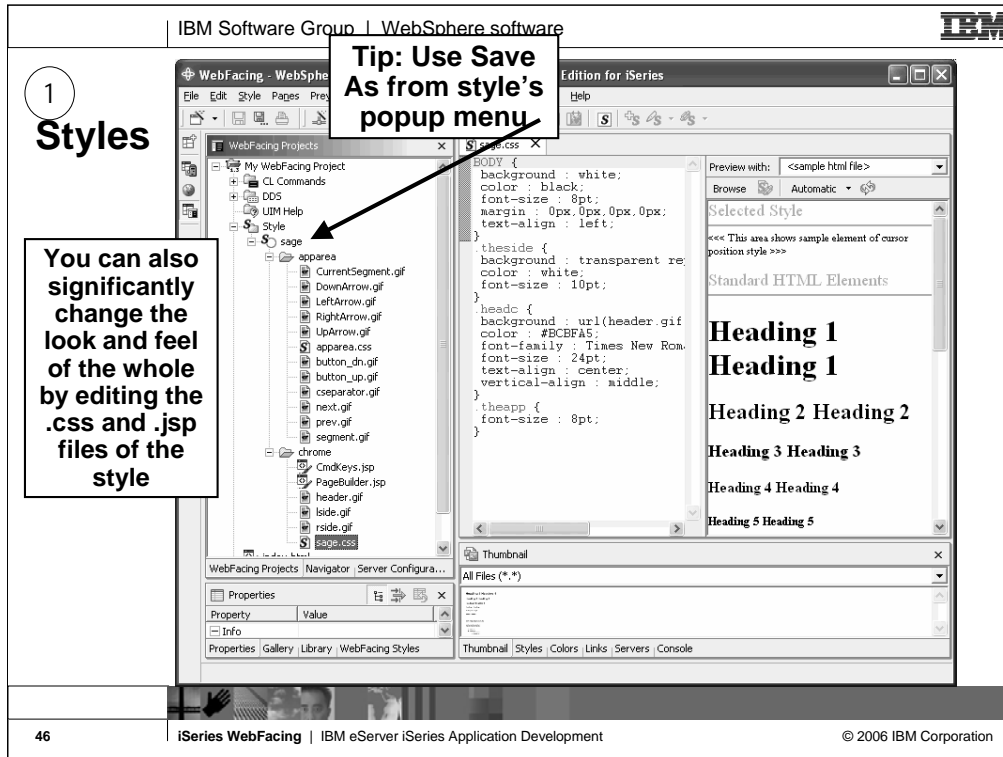 IBM Software Group | WebSphere software
IBM
1
Styles
Tip: Use Save
As from style's
popup menu
You can also
significantly
change the
look and feel
of the whole
by editing the
.css and .jsp
files of the
style
WebFacing - WebSphe
Edition for iSeries
File Edit Style Pages Prev
Help
WebFacing Projects
My WebFacing Project
CL Commands
DDS
UIM Help
Style
sage
apparea
CurrentSegment.gif
DownArrow.gif
LeftArrow.gif
RightArrow.gif
UpArrow.gif
apparea.css
button_dn.gif
button_up.gif
cseparator.gif
next.gif
prev.gif
segment.gif
chrome
CmdKeys.jsp
PageBuilder.jsp
header.gif
lside.gif
rside.gif
sage.css
WebFacing Projects Navigator Server Configura...
Properties
Property Value
Info
Properties Gallery Library WebFacing Styles
sage.css
BODY {
background : white;
color : black;
font-size : 8pt;
margin : 0px,0px,0px,0px;
text-align : left;
}
.theside {
background : transparent re
color : white;
font-size : 10pt;
}
.headc {
background : url(header.gif
color : #BCBFA5;
font-family : Times New Rom
font-size : 24pt;
text-align : center;
vertical-align : middle;
}
.theapp {
font-size : 8pt;
}
Preview with: <sample html file>
Browse Automatic
Selected Style
<<< This area shows sample element of cursor
position style >>>
Standard HTML Elements
Heading 1
Heading 1
Heading 2 Heading 2
Heading 3 Heading 3
Heading 4 Heading 4
Heading 5 Heading 5
Thumbnail
All Files (*.*)
Thumbnail Styles Colors Links Servers Console
46
iSeries WebFacing | IBM eServer iSeries Application Development
© 2006 IBM Corporation